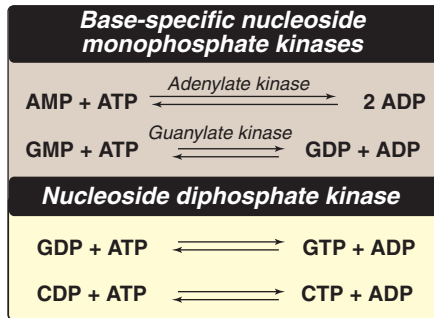 Base-specific nucleoside
monophosphate kinases
Adenylate kinase
AMP + ATP 2 ADP
Guanylate kinase
GMP + ATP GDP + ADP
Nucleoside diphosphate kinase
GDP + ATP GTP + ADP
CDP + ATP CTP + ADP